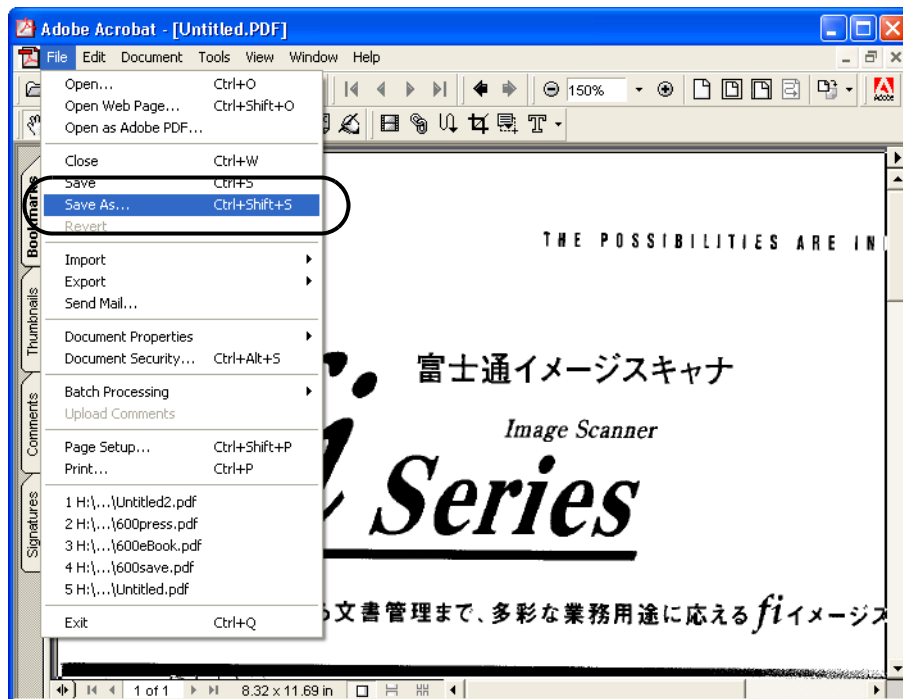 Adobe Acrobat - [Untitled.PDF]
File Edit Document Tools View Window Help
150%
Adobe
Open... Ctrl+O
Open Web Page... Ctrl+Shift+O
Open as Adobe PDF...
Close Ctrl+W
Save Ctrl+S
Save As... Ctrl+Shift+S
Revert
Import
Export
Send Mail...
Document Properties
Document Security... Ctrl+Alt+S
Batch Processing
Upload Comments
Page Setup... Ctrl+Shift+P
Print... Ctrl+P
1 H:\...\Untitled2.pdf
2 H:\...\600press.pdf
3 H:\...\600eBook.pdf
4 H:\...\600save.pdf
5 H:\...\Untitled.pdf
Exit Ctrl+Q
Bookmarks
Thumbnails
Comments
Signatures
THE POSSIBILITIES ARE IN
富士通イメージスキャナ
Image Scanner
fi Series
文書管理まで、多彩な業務用途に応えるfiイメージス
1 of 1 8.32 x 11.69 in